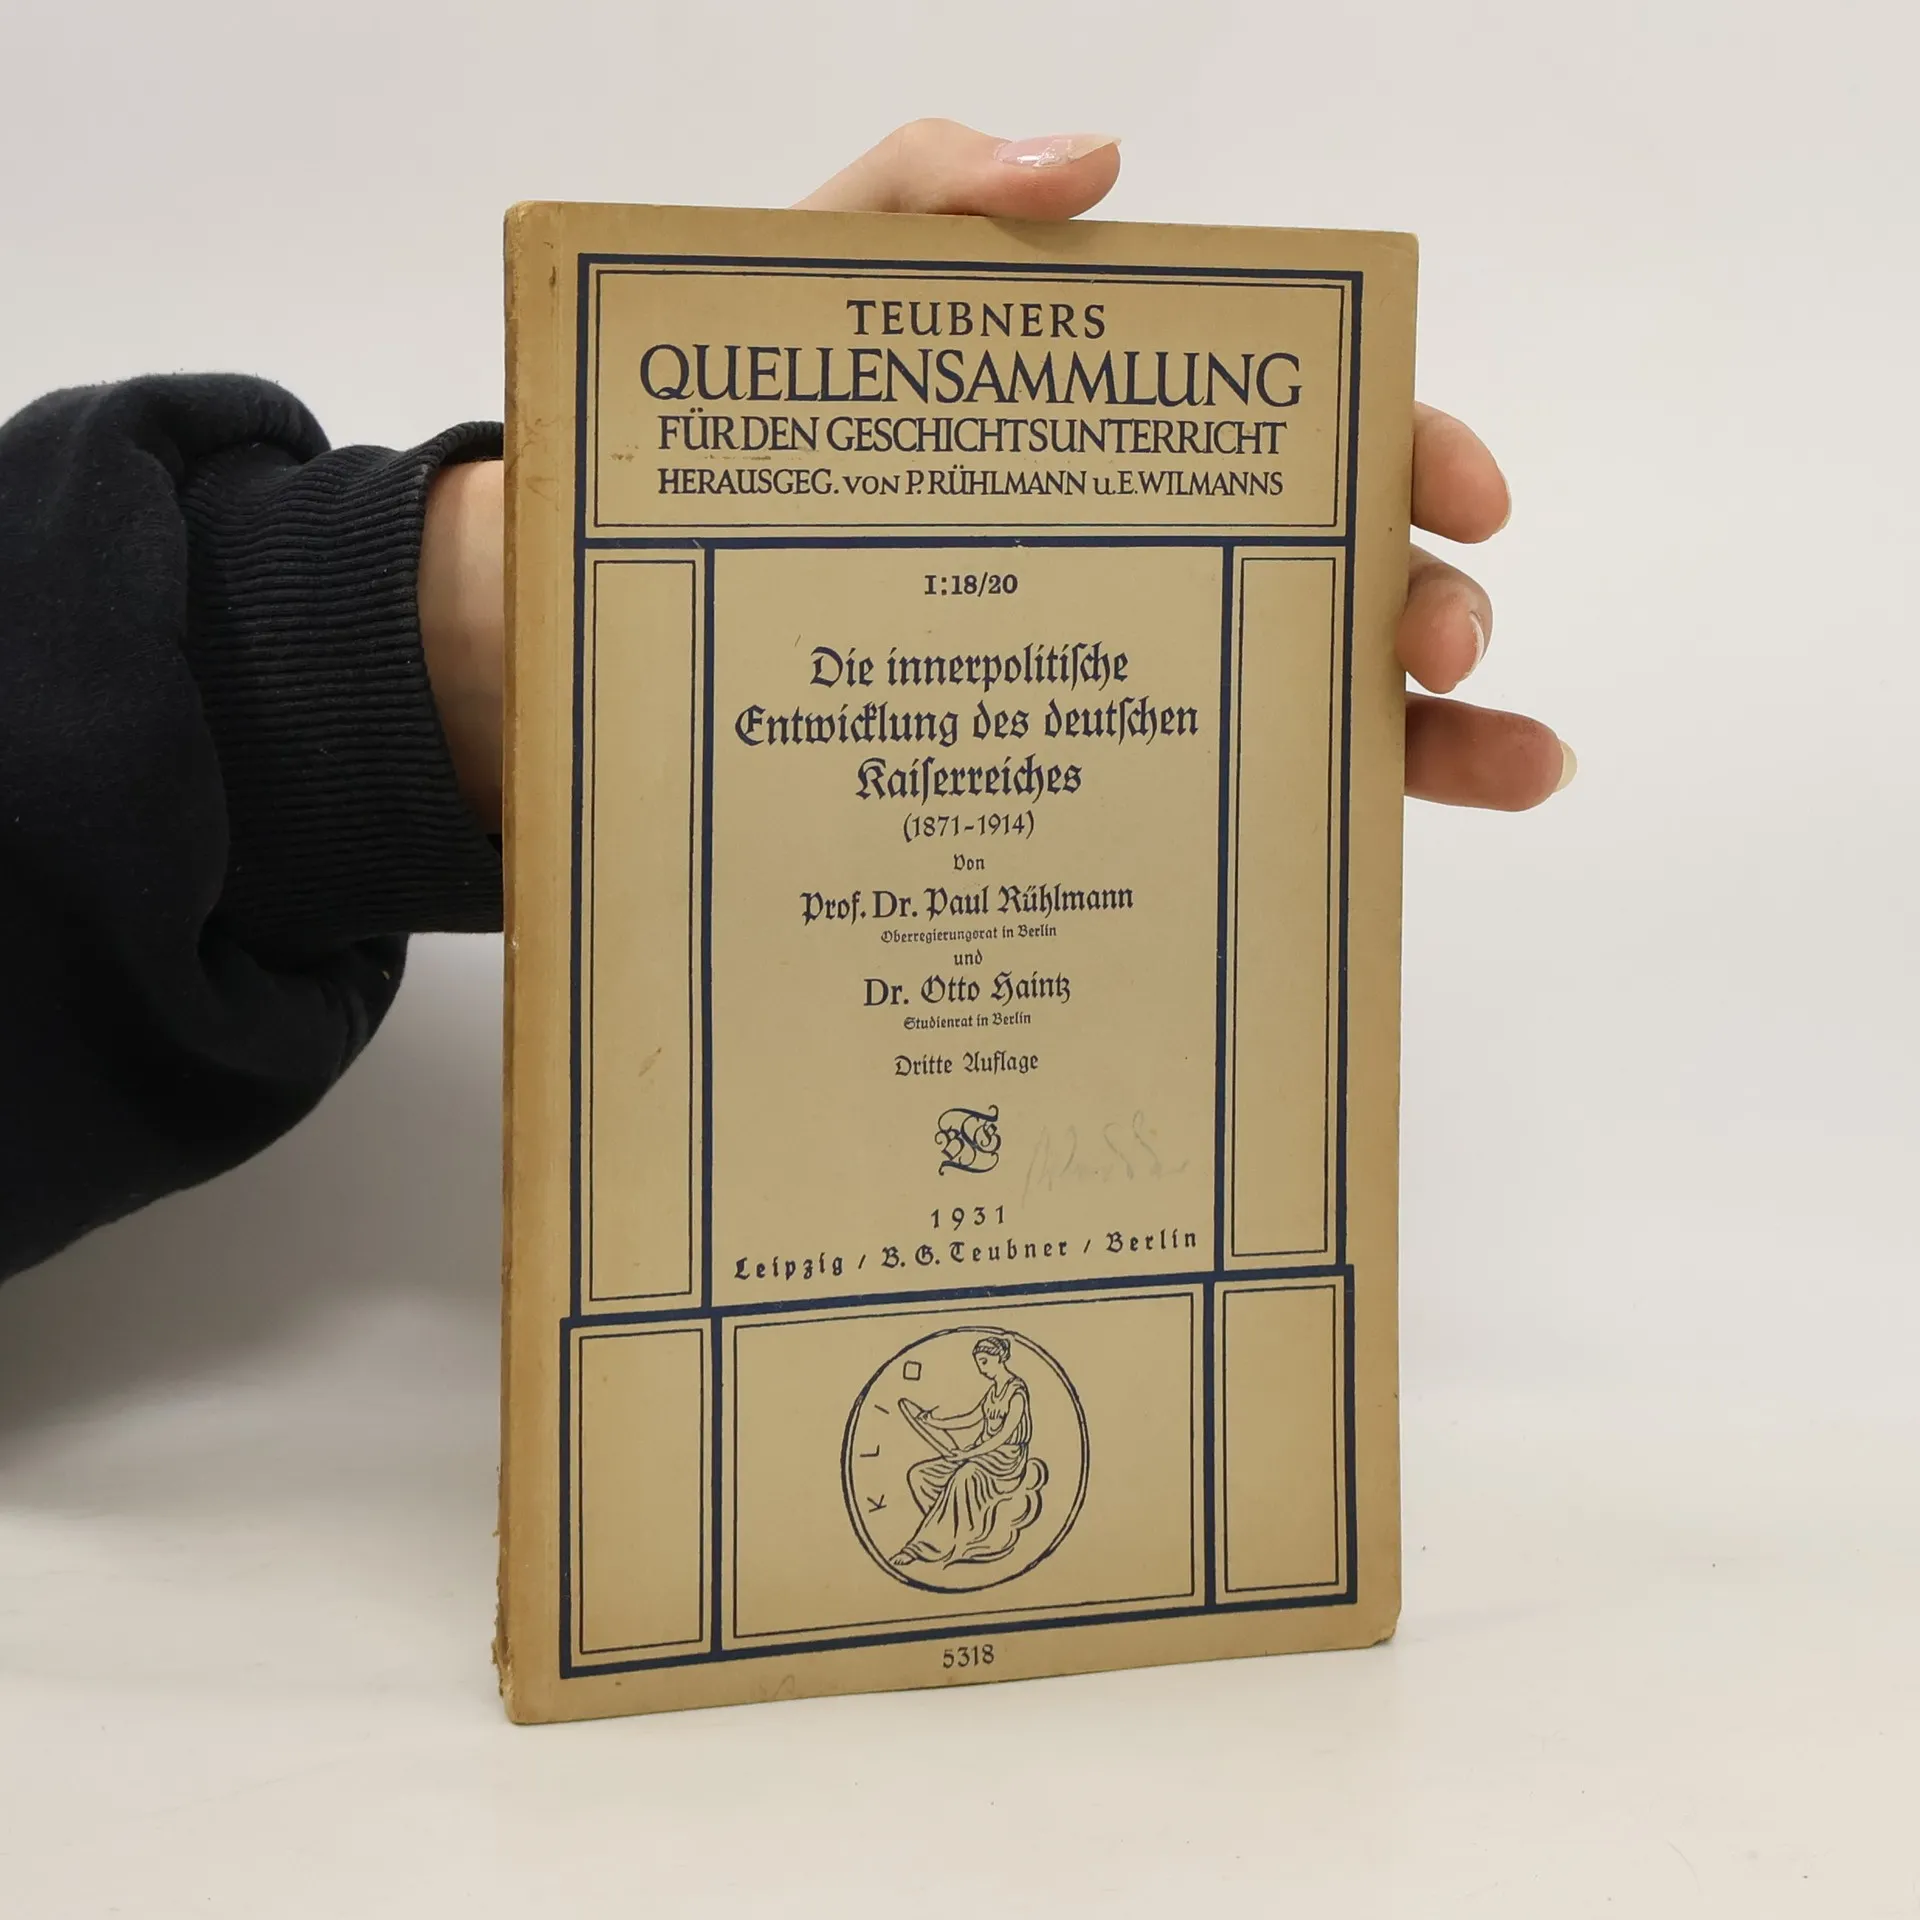 TEUBNERS
QUELLENSAMMLUNG
FÜR DEN GESCHICHTSUNTERRICHT
HERAUSGEG. VON P. RÜHLMANN U. E. WILMANNS
I:18/20
Die innerpolitiſche
Entwicklung des deutſchen
Kaiſerreiches
(1871-1914)
Von
Prof. Dr. Paul Rühlmann
Oberregierungsrat in Berlin
und
Dr. Otto Haintz
Studienrat in Berlin
Dritte Auflage
1931
Leipzig / B. G. Teubner / Berlin
KLIO
5318